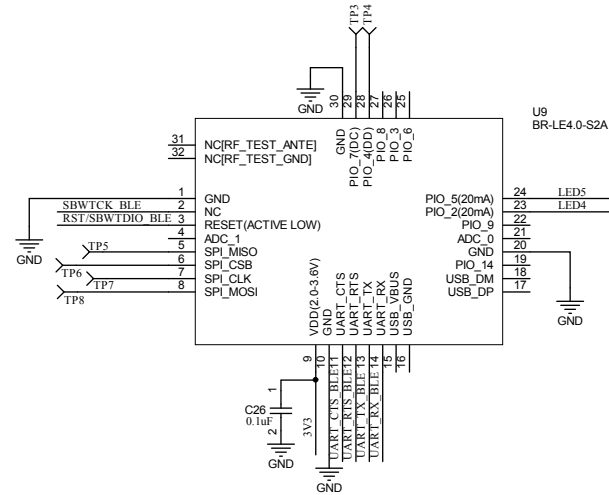 TP3
TP4
GND
30
29
28
27
26
25
GND
PIO_7(DC)
PIO_4(DD)
PIO_8
PIO_3
PIO_6
U9
BR-LE4.0-S2A
31 NC[RF_TEST_ANTE]
32 NC[RF_TEST_GND]
1 GND
SBWTCK_BLE 2 NC
RST/SBWTDIO_BLE 3 RESET(ACTIVE LOW)
4 ADC_1
TP5 5 SPI_MISO
TP6 6 SPI_CSB
TP7 7 SPI_CLK
TP8 8 SPI_MOSI
GND
PIO_5(20mA) 24 LED5
PIO_2(20mA) 23 LED4
PIO_9 22
ADC_0 21
GND 20
PIO_14 19
USB_DM 18
USB_DP 17
GND
VDD(2.0-3.6V)
GND
UART_CTS
UART_RTS
UART_TX
UART_RX
USB_VBUS
USB_GND
9
10
11
12
13
14
15
16
3V3
UART_CTS_BLE
UART_RTS_BLE
UART_TX_BLE
UART_RX_BLE
1
C26
0.1uF
2
GND
GND